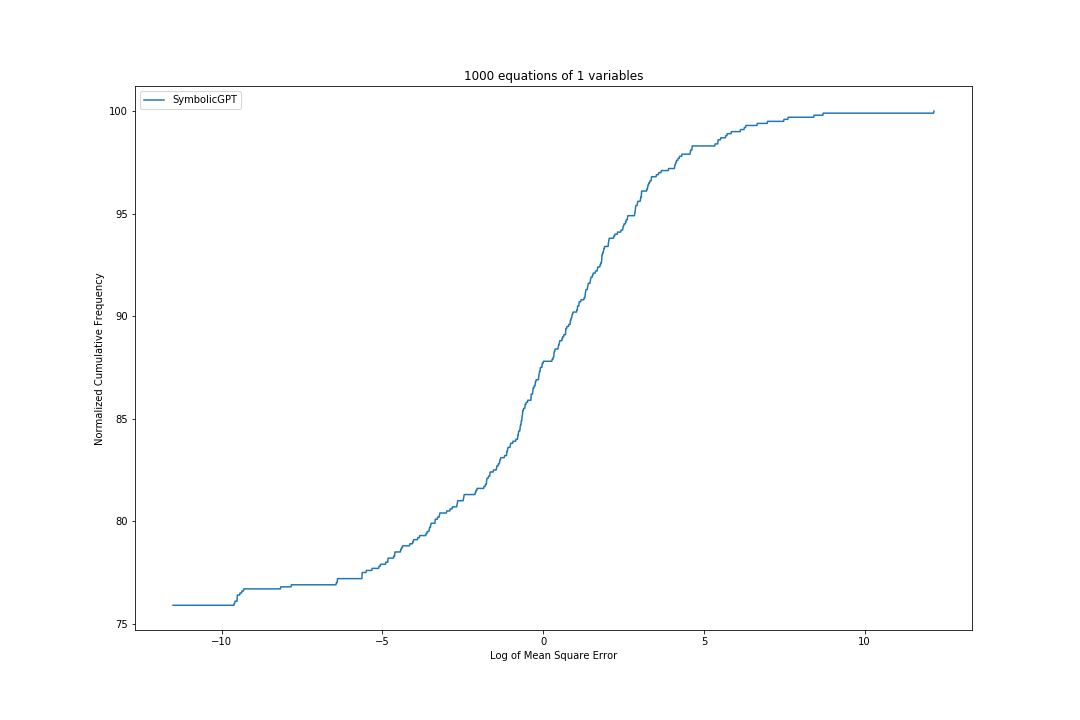 1000 equations of 1 variables
SymbolicGPT
100
95
90
85
80
75
Normalized Cumulative Frequency
−10
−5
0
5
10
Log of Mean Square Error